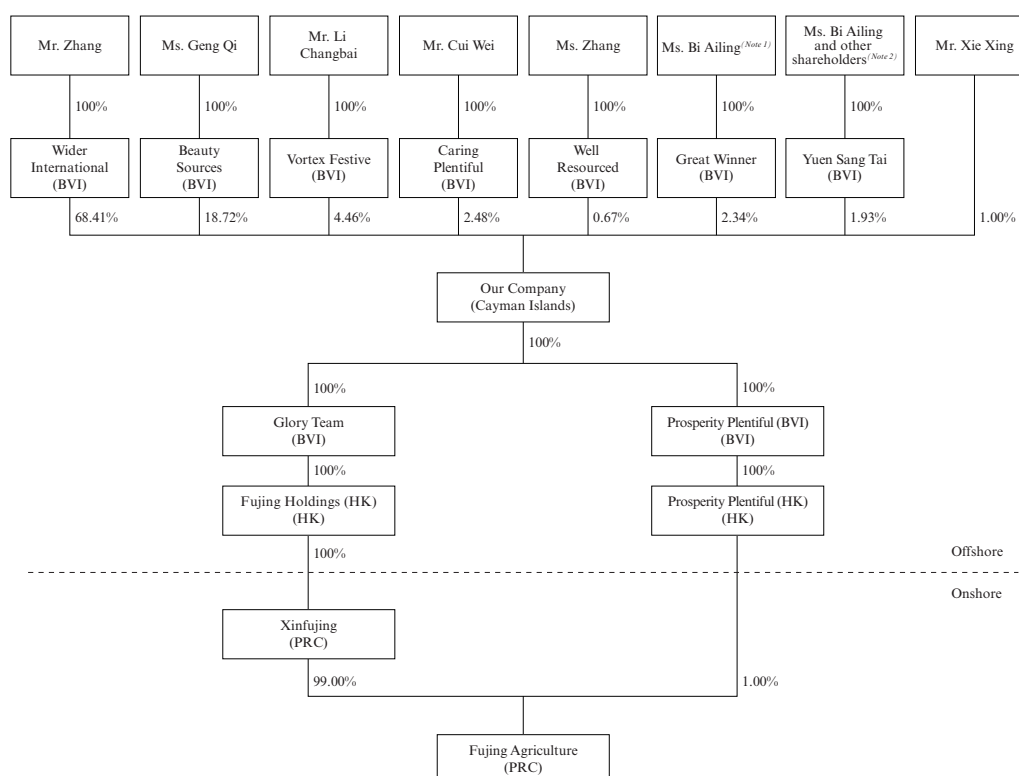 Mr. Zhang
Ms. Geng Qi
Mr. Li
Changbai
Mr. Cui Wei
Ms. Zhang
Ms. Bi Ailing(Note 1)
Ms. Bi Ailing
and other
shareholders(Note 2)
Mr. Xie Xing
100%
100%
100%
100%
100%
100%
100%
Wider
International
(BVI)
Beauty
Sources
(BVI)
Vortex Festive
(BVI)
Caring
Plentiful
(BVI)
Well
Resourced
(BVI)
Great Winner
(BVI)
Yuen Sang Tai
(BVI)
68.41%
18.72%
4.46%
2.48%
0.67%
2.34%
1.93%
1.00%
Our Company
(Cayman Islands)
100%
100%
100%
Glory Team
(BVI)
Prosperity Plentiful (BVI)
(BVI)
100%
100%
Fujing Holdings (HK)
(HK)
Prosperity Plentiful (HK)
(HK)
100%
Offshore
Onshore
Xinfujing
(PRC)
99.00%
1.00%
Fujing Agriculture
(PRC)